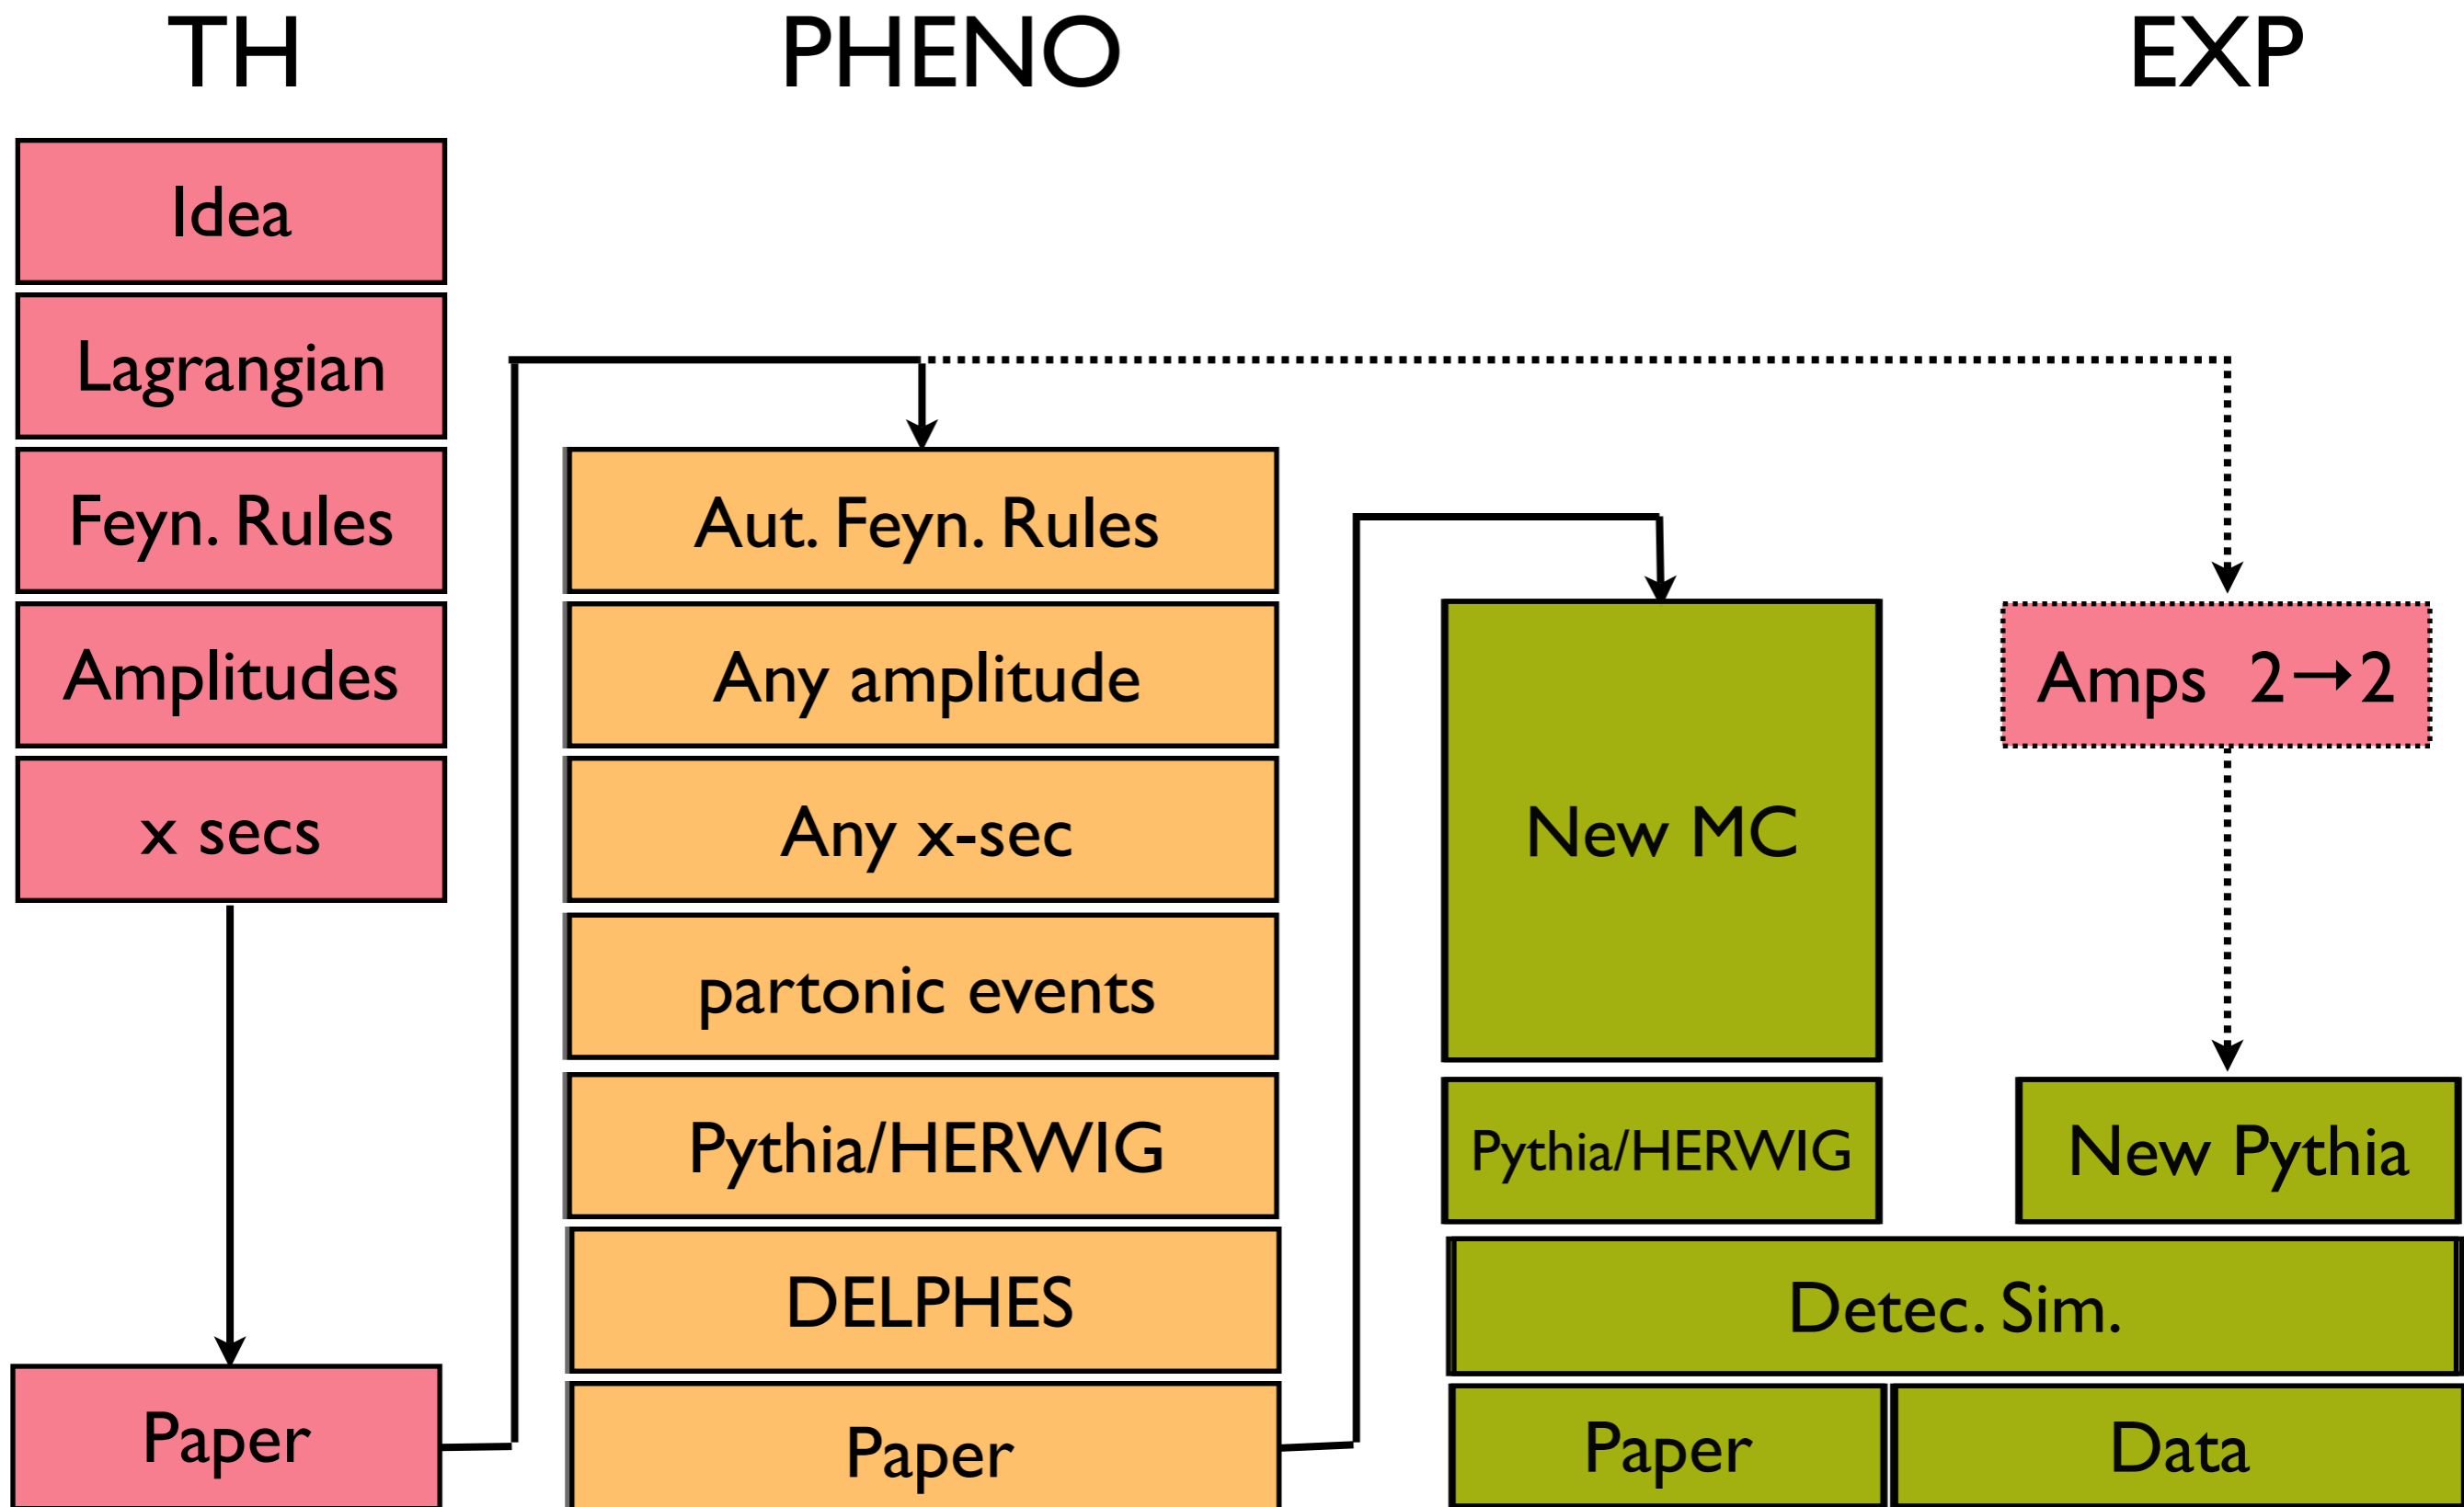 TH
PHENO
EXP
Idea
Lagrangian
Feyn. Rules
Amplitudes
x secs
Paper
Aut. Feyn. Rules
Any amplitude
Any x-sec
partonic events
Pythia/HERWIG
DELPHES
Paper
New MC
Pythia/HERWIG
Amps 2→2
New Pythia
Detec. Sim.
Paper
Data